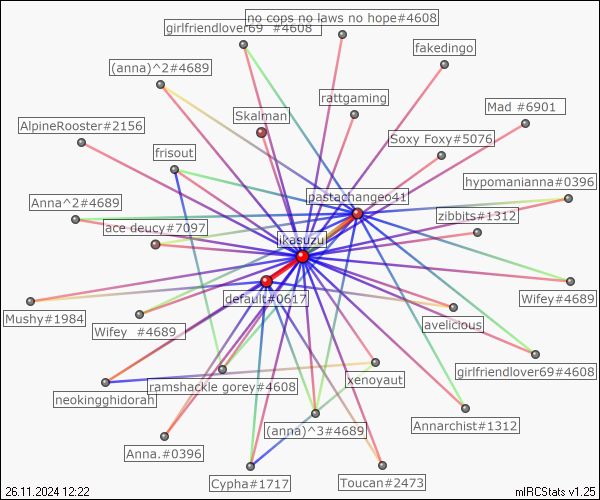 no cops no laws no hope#4608
girlfriendlover69  #4608
fakedingo
(anna)^2#4689
rattgaming
Mad #6901
Skalman
AlpineRooster#2156
Soxy Foxy#5076
frisout
hypomanianna#0396
pastachangeo41
Anna^2#4689
zibbits#1312
ace deucy#7097
ikasuzu
default#0617
Wifey#4689
Mushy#1984
avelicious
Wifey  #4689
girlfriendlover69#4608
xenoyaut
ramshackle gorey#4608
neokingghidorah
Annarchist#1312
(anna)^3#4689
Anna.#0396
Cypha#1717
Toucan#2473
26.11.2024 12:22
mIRCStats v1.25